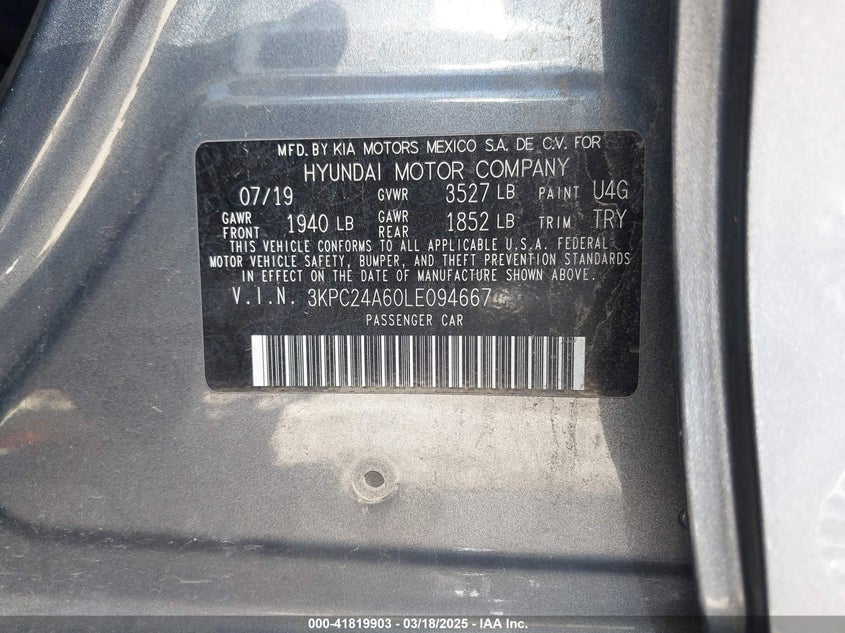 MFD. BY KIA MOTORS MEXICO S.A. DE C.V. FOR
HYUNDAI MOTOR COMPANY
07/19 GVWR 3527 LB PAINT U4G
GAWR FRONT 1940 LB GAWR REAR 1852 LB TRIM TRY
THIS VEHICLE CONFORMS TO ALL APPLICABLE U.S.A. FEDERAL
MOTOR VEHICLE SAFETY, BUMPER, AND THEFT PREVENTION STANDARDS
IN EFFECT ON THE DATE OF MANUFACTURE SHOWN ABOVE.
V.I.N. 3KPC24A60LE094667
PASSENGER CAR
000-41819903 - 03/18/2025 - IAA Inc.